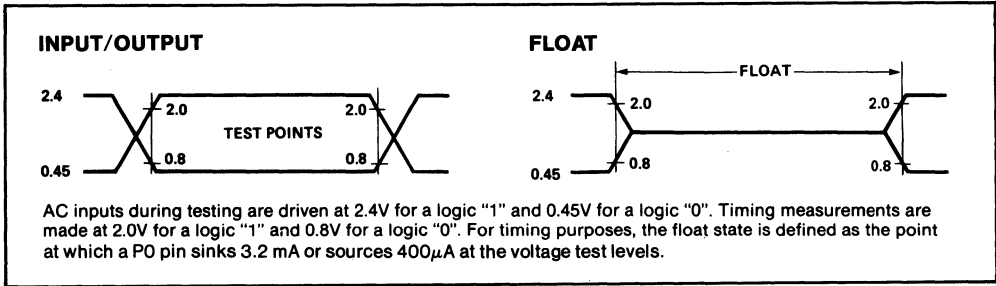 INPUT/OUTPUT
2.4
2.0
2.0
TEST POINTS
0.8
0.8
0.45
FLOAT
FLOAT
2.4
2.0
2.0
0.8
0.8
0.45
AC inputs during testing are driven at 2.4V for a logic “1” and 0.45V for a logic “0”. Timing measurements are
made at 2.0V for a logic “1” and 0.8V for a logic “0”. For timing purposes, the float state is defined as the point
at which a P0 pin sinks 3.2 mA or sources 400μA at the voltage test levels.